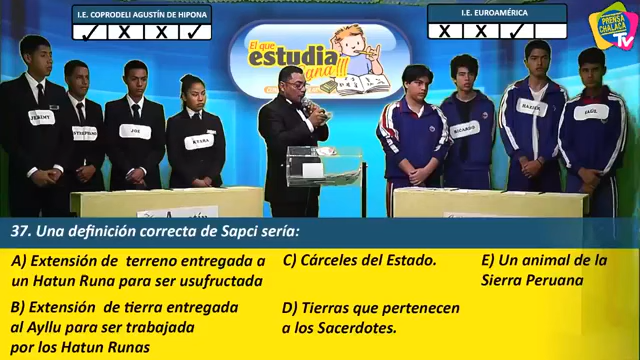 I.E. COPRODELI AGUSTÍN DE HIPONA
I.E. EUROAMÉRICA
PRENSA
CHALACA
TV
El que
estudia
gana!!!
JEREMY
JOE
KYARA
RICARDO
37. Una definición correcta de Sapci sería:
A) Extensión de terreno entregada a
un Hatun Runa para ser usufructada
B) Extensión de tierra entregada
al Ayllu para ser trabajada
por los Hatun Runas
C) Cárceles del Estado.
D) Tierras que pertenecen
a los Sacerdotes.
E) Un animal de la
Sierra Peruana